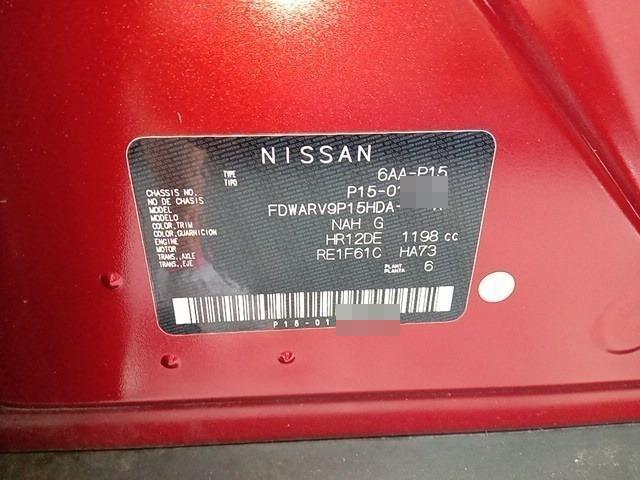 NISSAN
TYPE 6AA-P15
TIPO
CHASSIS NO. P15-01
NO DE CHASIS
MODEL FDWARV9P15HDA-
MODELO
COLOR,TRIM NAH G
COLOR,GUARNICION
ENGINE HR12DE 1198 cc
MOTOR
TRANS.,AXLE RE1F61C HA73
TRANS.,EJE PLANT 6
PLANTA
P15-01